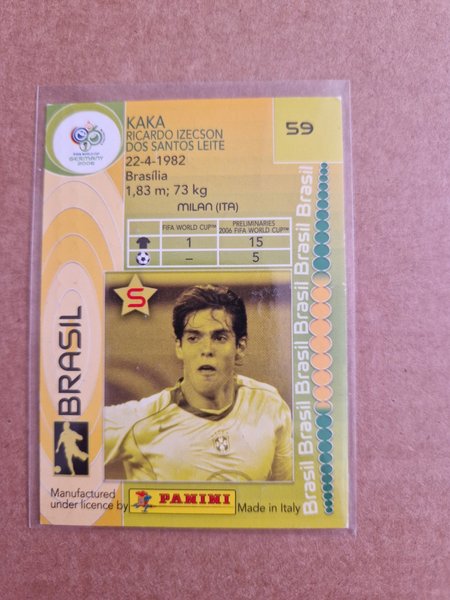 KAKA
RICARDO IZECSON
DOS SANTOS LEITE
22-4-1982
Brasília
1,83 m; 73 kg
MILAN (ITA)
59
FIFA WORLD CUP
GERMANY
2006
FIFA WORLD CUP™
PRELIMINARIES
2006 FIFA WORLD CUP™
1 15
– 5
S
BRASIL
Brasil Brasil Brasil Brasil Brasil Brasil
Manufactured
under licence by
PANINI
Made in Italy